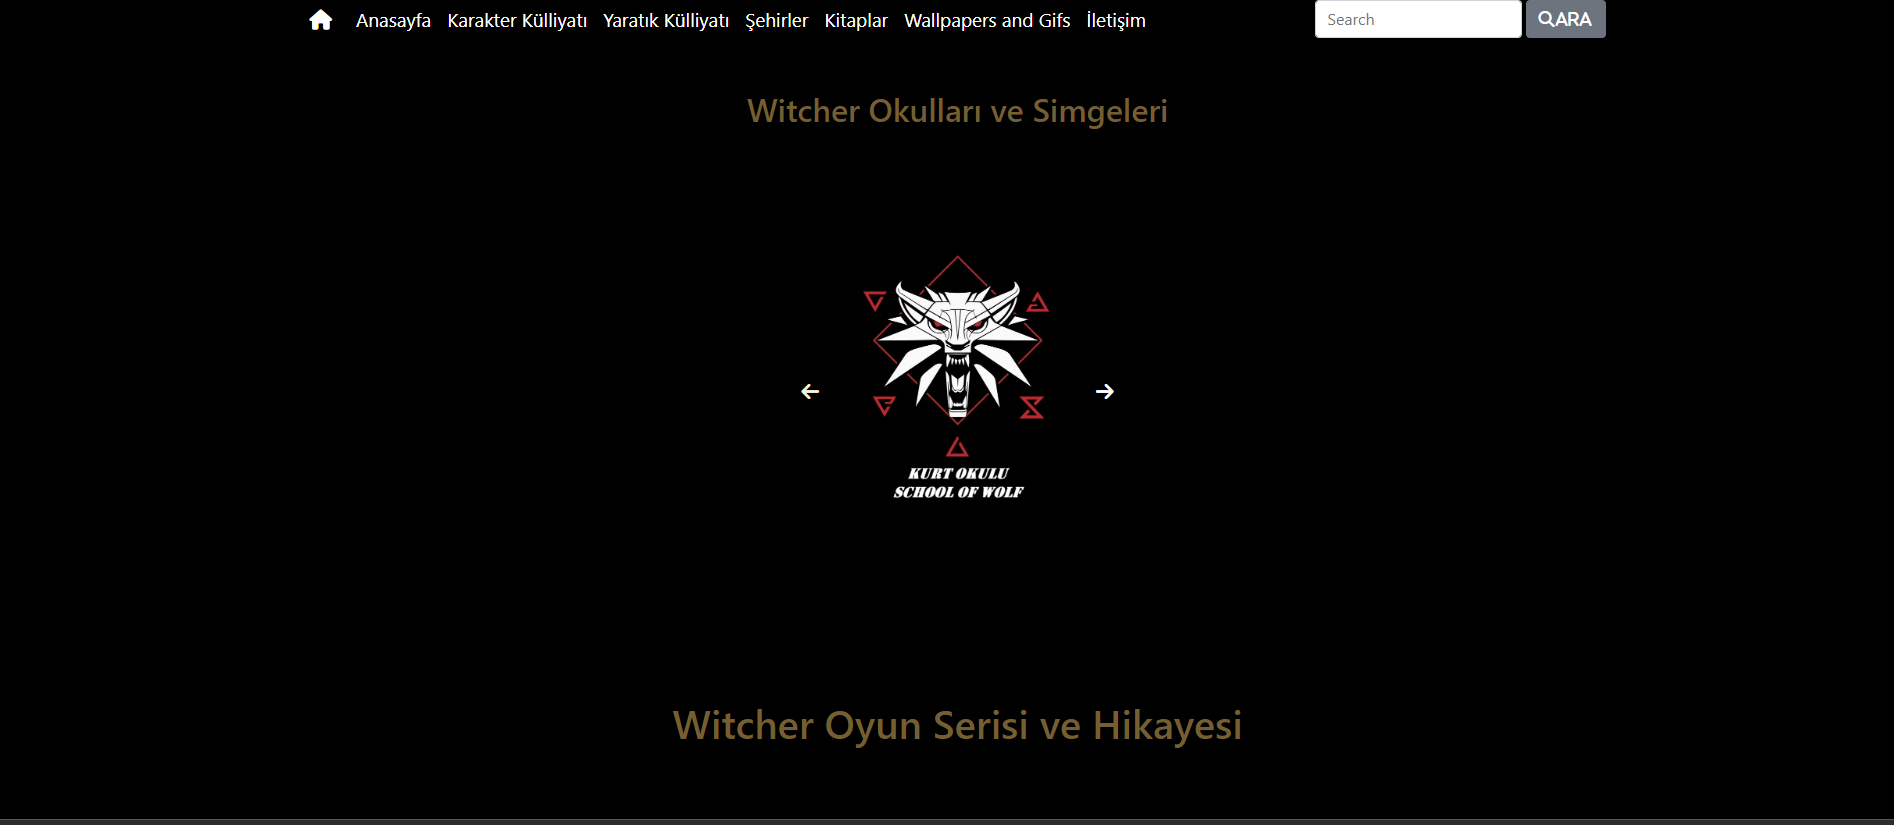 Anasayfa Karakter Külliyatı Yaratık Külliyatı Şehirler Kitaplar Wallpapers and Gifs İletişim Search ARA
Witcher Okulları ve Simgeleri
KURT OKULU
SCHOOL OF WOLF
Witcher Oyun Serisi ve Hikayesi